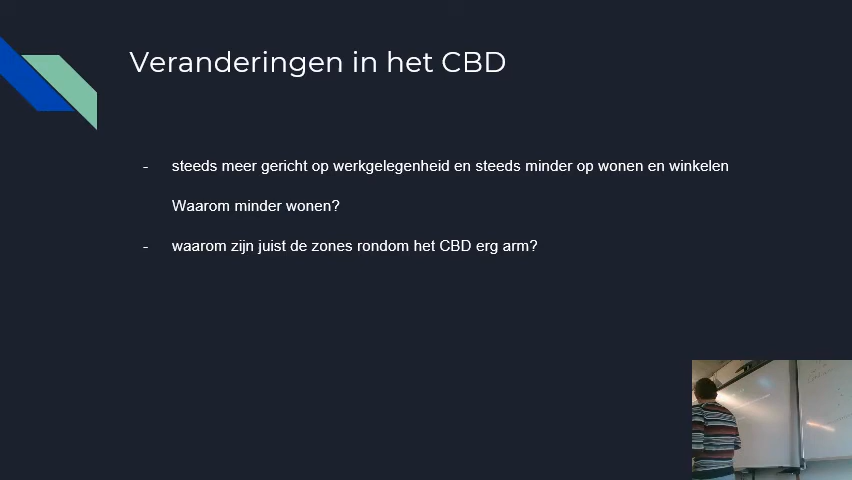 Veranderingen in het CBD
- steeds meer gericht op werkgelegenheid en steeds minder op wonen en winkelen
Waarom minder wonen?
- waarom zijn juist de zones rondom het CBD erg arm?